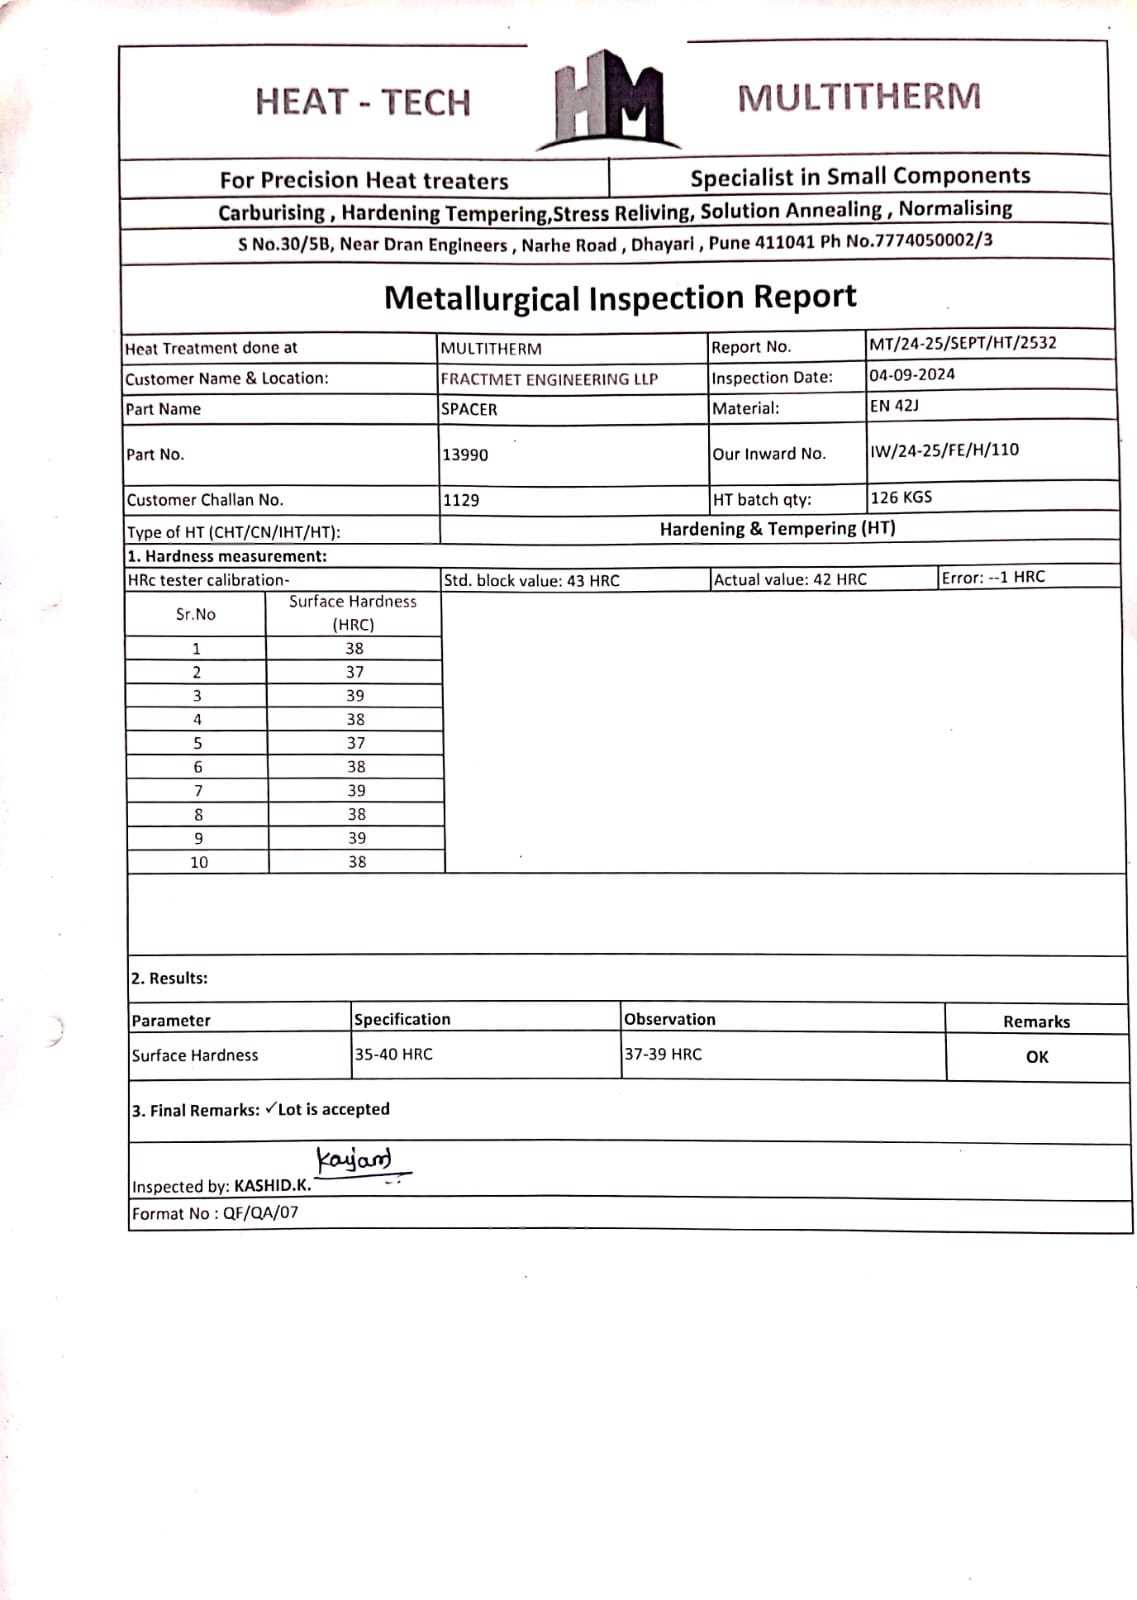 HEAT - TECH HM MULTITHERM
For Precision Heat treaters Specialist in Small Components
Carburising , Hardening Tempering,Stress Reliving, Solution Annealing , Normalising
S No.30/5B, Near Dran Engineers , Narhe Road , Dhayari , Pune 411041 Ph No.7774050002/3
Metallurgical Inspection Report
Heat Treatment done at MULTITHERM Report No. MT/24-25/SEPT/HT/2532
Customer Name & Location: FRACTMET ENGINEERING LLP Inspection Date: 04-09-2024
Part Name SPACER Material: EN 42J
Part No. 13990 Our Inward No. IW/24-25/FE/H/110
Customer Challan No. 1129 HT batch qty: 126 KGS
Type of HT (CHT/CN/IHT/HT): Hardening & Tempering (HT)
1. Hardness measurement:
HRc tester calibration- Std. block value: 43 HRC Actual value: 42 HRC Error: --1 HRC
Sr.No Surface Hardness
(HRC)
1 38
2 37
3 39
4 38
5 37
6 38
7 39
8 38
9 39
10 38
2. Results:
Parameter Specification Observation Remarks
Surface Hardness 35-40 HRC 37-39 HRC OK
3. Final Remarks: ✓Lot is accepted
Inspected by: KASHID.K.
Format No : QF/QA/07